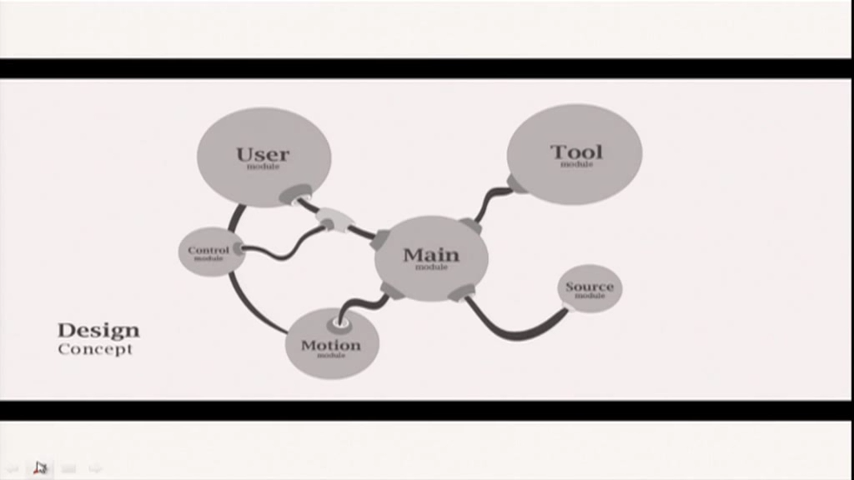 User
module
Tool
module
Control
module
Main
module
Source
module
Motion
module
Design
Concept